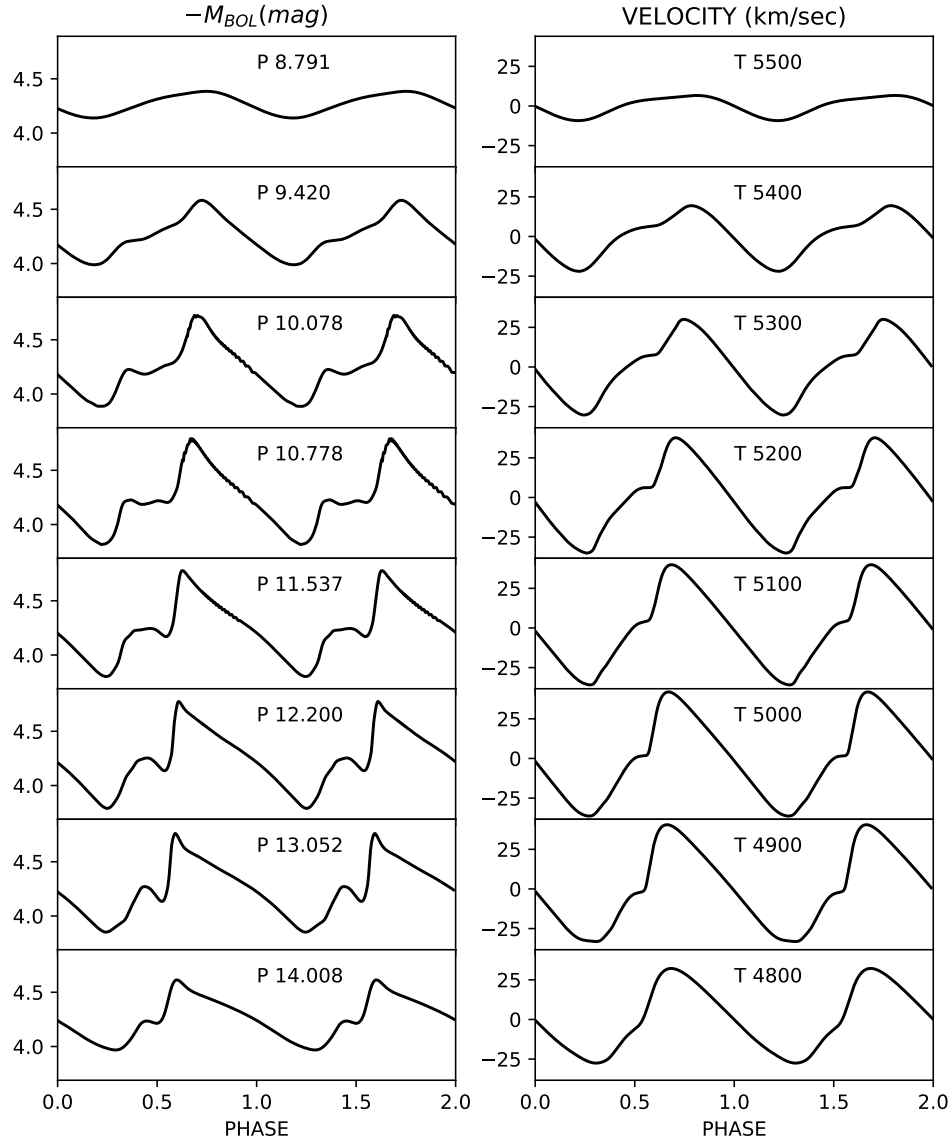 −M_BOL(mag)
VELOCITY (km/sec)
P 8.791
4.5
4.0
T 5500
25
0
−25
P 9.420
4.5
4.0
T 5400
25
0
−25
P 10.078
4.5
4.0
T 5300
25
0
−25
P 10.778
4.5
4.0
T 5200
25
0
−25
P 11.537
4.5
4.0
T 5100
25
0
−25
P 12.200
4.5
4.0
T 5000
25
0
−25
P 13.052
4.5
4.0
T 4900
25
0
−25
P 14.008
4.5
4.0
T 4800
25
0
−25
0.0 0.5 1.0 1.5 2.0
0.0 0.5 1.0 1.5 2.0
PHASE
PHASE